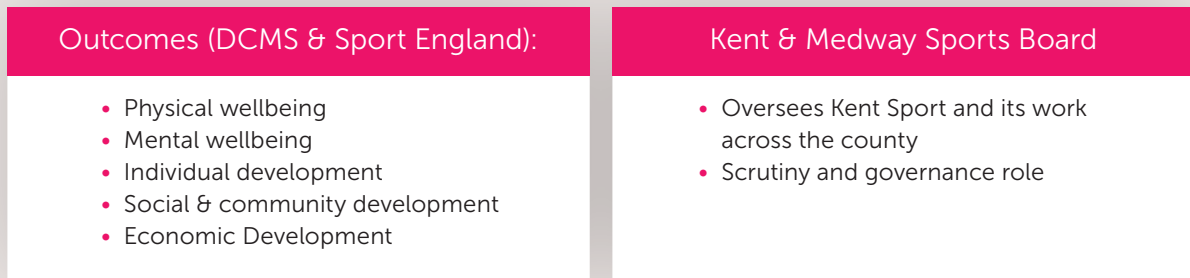 Outcomes (DCMS & Sport England):
• Physical wellbeing
• Mental wellbeing
• Individual development
• Social & community development
• Economic Development
Kent & Medway Sports Board
• Oversees Kent Sport and its work
across the county
• Scrutiny and governance role